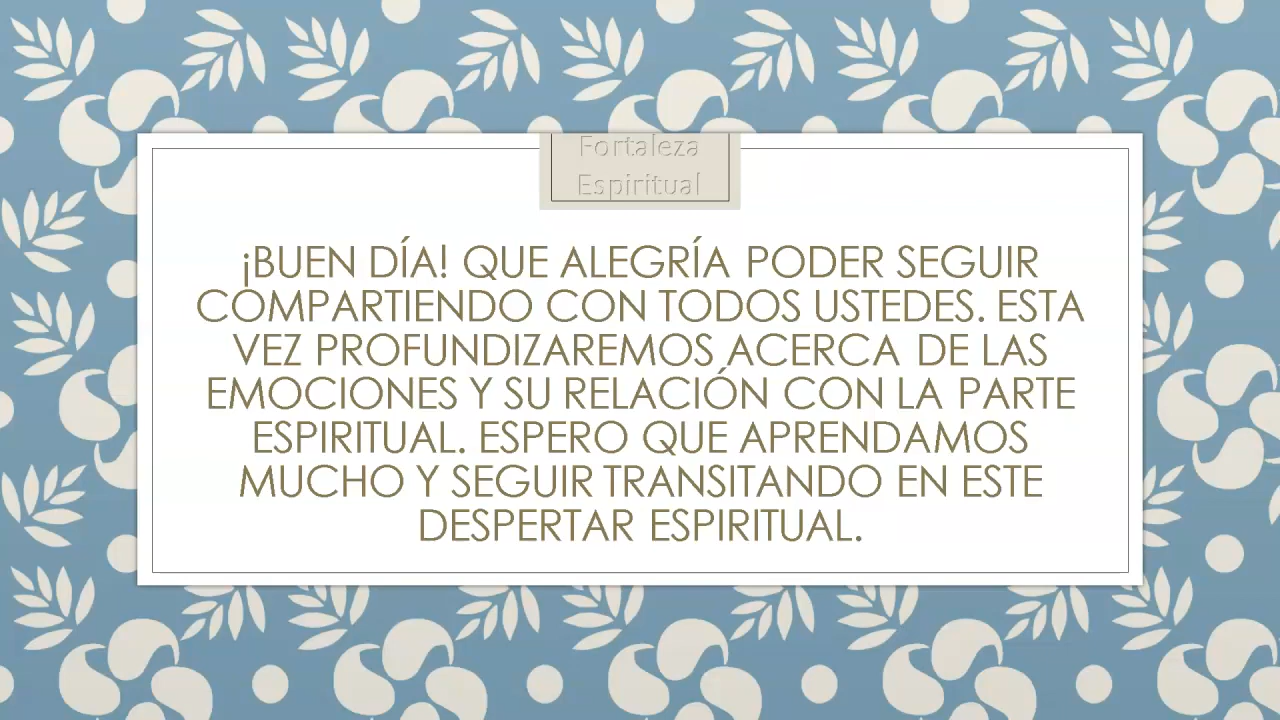 Fortaleza
Espiritual
¡BUEN DÍA! QUE ALEGRÍA PODER SEGUIR
COMPARTIENDO CON TODOS USTEDES. ESTA
VEZ PROFUNDIZAREMOS ACERCA DE LAS
EMOCIONES Y SU RELACIÓN CON LA PARTE
ESPIRITUAL. ESPERO QUE APRENDAMOS
MUCHO Y SEGUIR TRANSITANDO EN ESTE
DESPERTAR ESPIRITUAL.